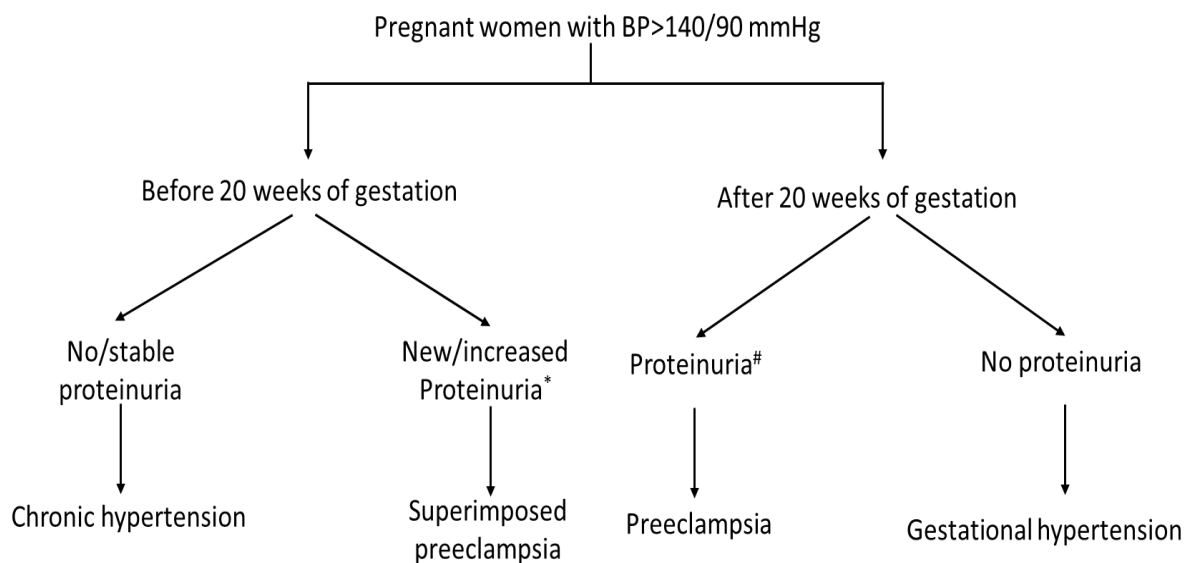 Pregnant women with BP>140/90 mmHg
Before 20 weeks of gestation
After 20 weeks of gestation
No/stable
proteinuria
New/increased
Proteinuria*
Proteinuria#
No proteinuria
Chronic hypertension
Superimposed
preeclampsia
Preeclampsia
Gestational hypertension